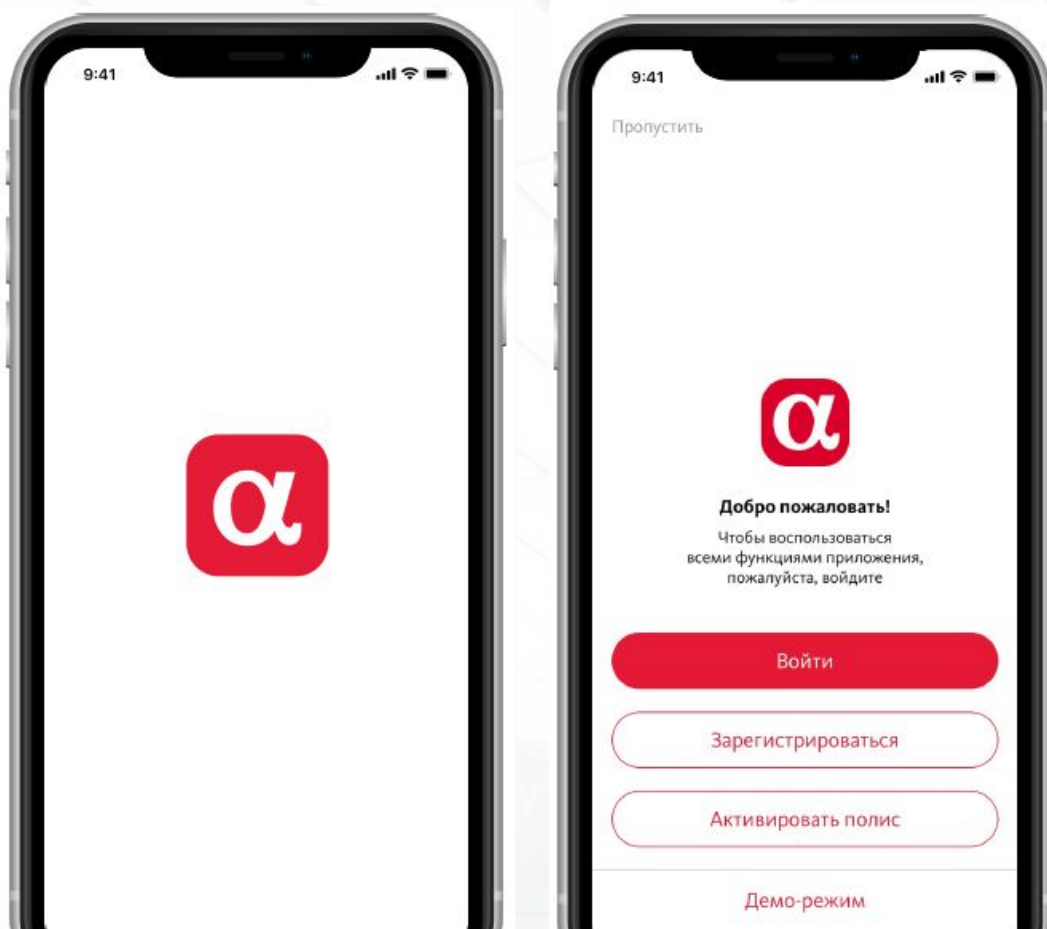 9:41
α
9:41
Пропустить
α
Добро пожаловать!
Чтобы воспользоваться
всеми функциями приложения,
пожалуйста, войдите
Войти
Зарегистрироваться
Активировать полис
Демо-режим